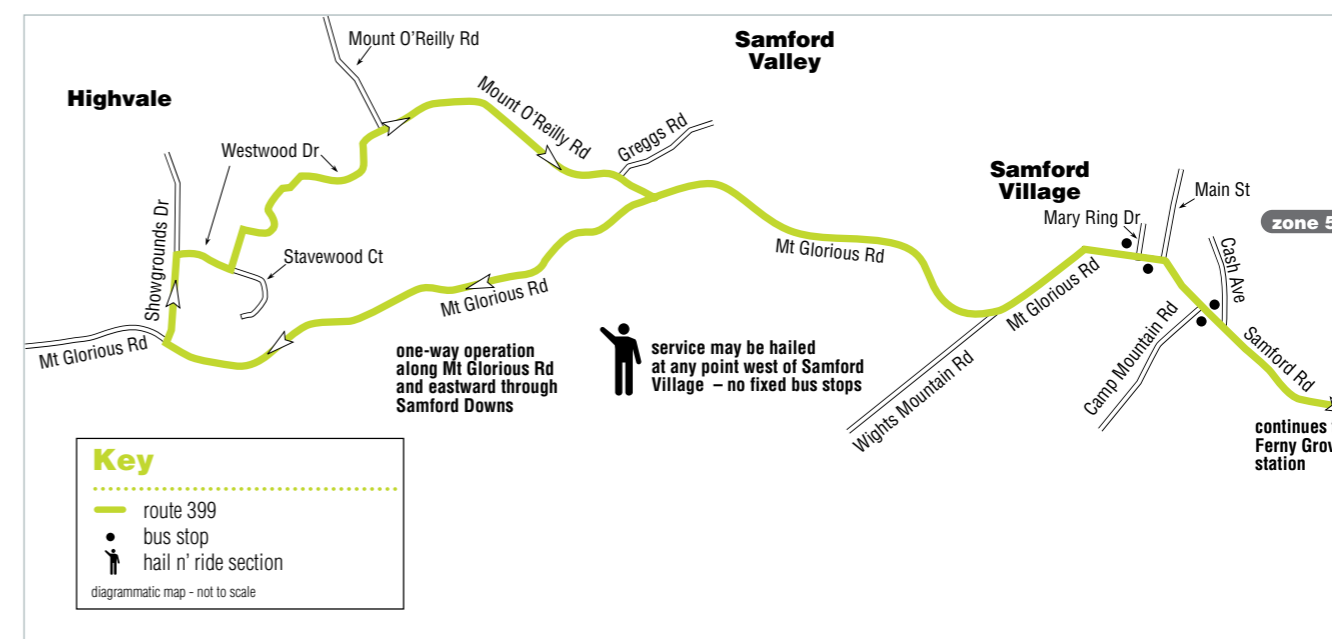 Mount O'Reilly Rd
Samford
Valley
Highvale
Mount O'Reilly Rd
Greggs Rd
Westwood Dr
Samford
Village
Main St
Mary Ring Dr
zone 5
Showgrounds Dr
Stavewood Ct
Mt Glorious Rd
Cash Ave
Mt Glorious Rd
Mt Glorious Rd
Mt Glorious Rd
one-way operation
along Mt Glorious Rd
and eastward through
Samford Downs
service may be hailed
at any point west of Samford
Village – no fixed bus stops
Wights Mountain Rd
Camp Mountain Rd
Samford Rd
continues
Ferny
station
Key
route 399
bus stop
hail n' ride section
diagrammatic map - not to scale